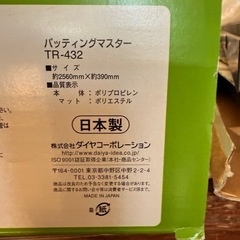 パッティングマスター
TR-432
■サイズ
約2560mm×約390mm
■品質表示
本体：ポリプロピレン
マット：ポリエステル
日本製
株式会社ダイヤコーポレーション
http://www.daiya-idea.co.jp
ISO9001認証取得企業(本社・商品センター)
〒164-0001 東京都中野区中野2-2-4
TEL.03-3381-5454
MADE IN JAPAN
紙